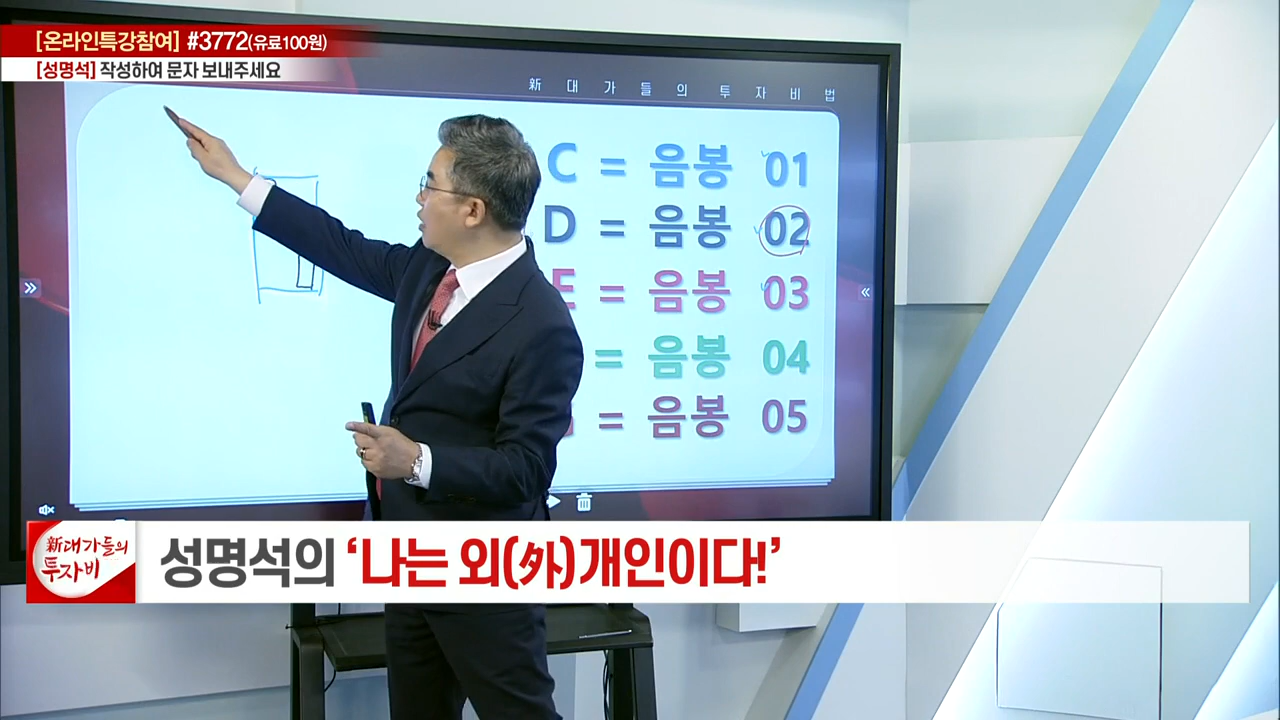 [온라인특강참여] #3772(유료100원)
[성명석] 작성하여 문자 보내주세요
新 대 가 들 의 투 자 비 법
C = 음봉 01
D = 음봉 02
E = 음봉 03
= 음봉 04
= 음봉 05
新대가들의
투자비
성명석의 ‘나는 외(外)개인이다!’